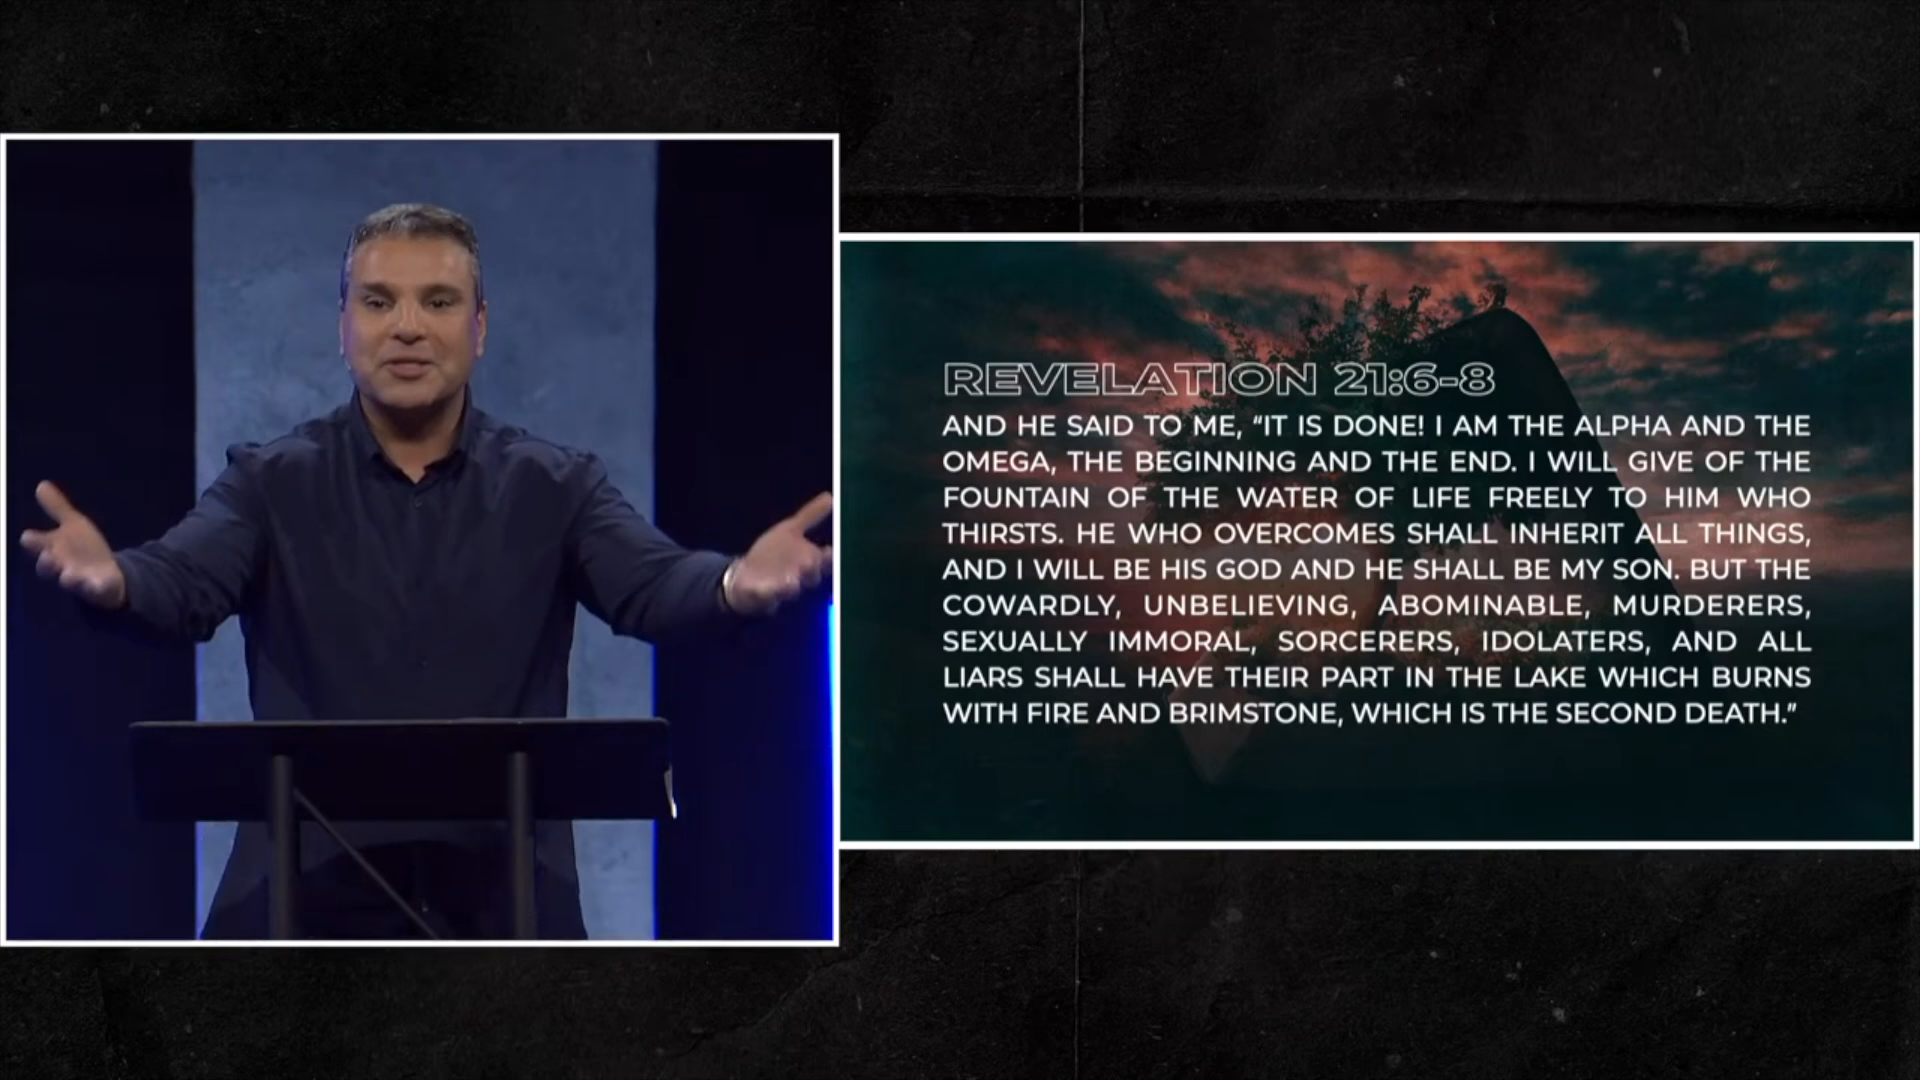 REVELATION 21:6-8
AND HE SAID TO ME, “IT IS DONE! I AM THE ALPHA AND THE
OMEGA, THE BEGINNING AND THE END. I WILL GIVE OF THE
FOUNTAIN OF THE WATER OF LIFE FREELY TO HIM WHO
THIRSTS. HE WHO OVERCOMES SHALL INHERIT ALL THINGS,
AND I WILL BE HIS GOD AND HE SHALL BE MY SON. BUT THE
COWARDLY, UNBELIEVING, ABOMINABLE, MURDERERS,
SEXUALLY IMMORAL, SORCERERS, IDOLATERS, AND ALL
LIARS SHALL HAVE THEIR PART IN THE LAKE WHICH BURNS
WITH FIRE AND BRIMSTONE, WHICH IS THE SECOND DEATH.”